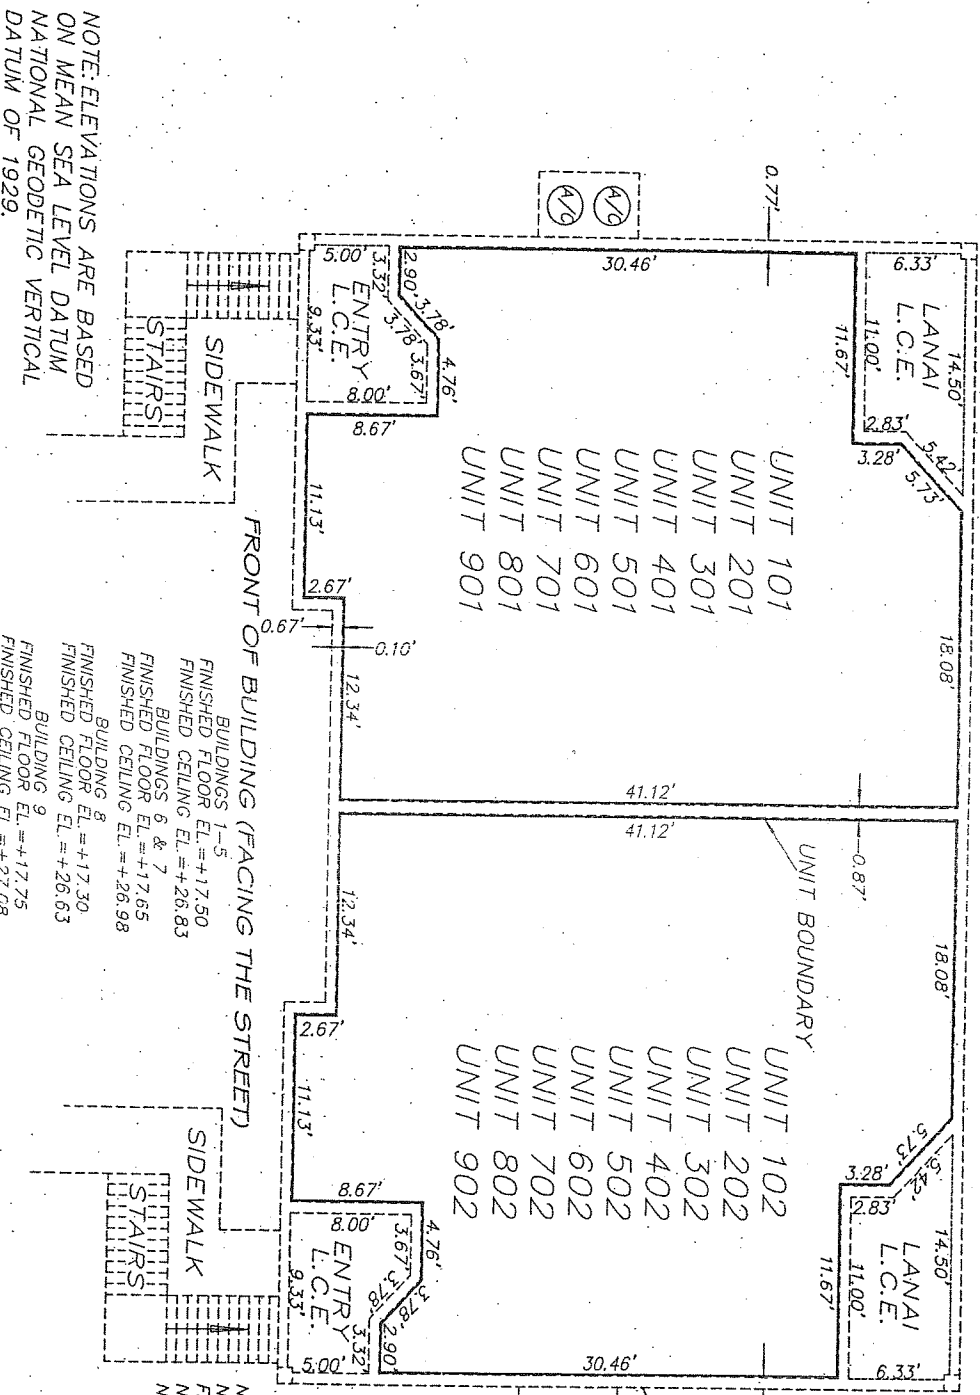 NOTE: ELEVATIONS ARE BASED
ON MEAN SEA LEVEL DATUM
NATIONAL GEODETIC VERTICAL
DATUM OF 1929.
A/C
A/C
0.77'
30.46'
6.33'
LANAI
L.C.E.
14.50'
11.00'
11.67'
2.83'
3.28'
5.42'
5.73'
18.08'
5.00'
3.32'
2.90'
3.78'
3.78'
3.67'
4.76'
ENTRY
L.C.E.
9.33'
8.00'
8.67'
11.13'
2.67'
0.67'
0.10'
12.34'
STAIRS
SIDEWALK
UNIT 101
UNIT 201
UNIT 301
UNIT 401
UNIT 501
UNIT 601
UNIT 701
UNIT 801
UNIT 901
41.12'
41.12'
0.87'
UNIT BOUNDARY
FRONT OF BUILDING (FACING THE STREET)
BUILDINGS 1-5
FINISHED FLOOR EL.=+17.50
FINISHED CEILING EL.=+26.83
BUILDINGS 6 & 7
FINISHED FLOOR EL.=+17.65
FINISHED CEILING EL.=+26.98
BUILDING 8
FINISHED FLOOR EL.=+17.30
FINISHED CEILING EL.=+26.63
BUILDING 9
FINISHED FLOOR EL.=+17.75
FINISHED CEILING EL.=+27.08
18.08'
12.34'
2.67'
11.13'
UNIT 102
UNIT 202
UNIT 302
UNIT 402
UNIT 502
UNIT 602
UNIT 702
UNIT 802
UNIT 902
5.73'
5.42'
3.28'
2.83'
LANAI
L.C.E.
14.50'
11.00'
11.67'
6.33'
30.46'
8.67'
8.00'
4.76'
3.67'
3.78'
3.78'
2.90'
3.32'
ENTRY
L.C.E.
9.33'
5.00'
SIDEWALK
STAIRS